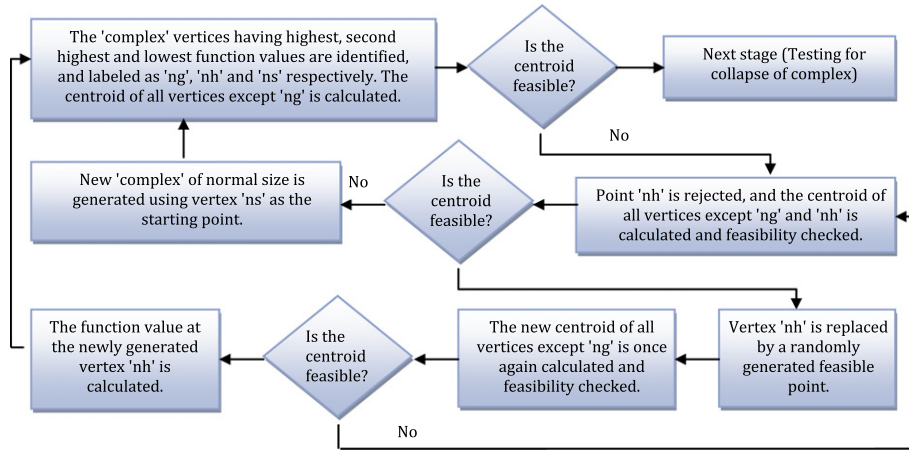 The 'complex' vertices having highest, second
highest and lowest function values are identified,
and labeled as 'ng', 'nh' and 'ns' respectively. The
centroid of all vertices except 'ng' is calculated.
Is the
centroid
feasible?
Next stage (Testing for
collapse of complex)
No
Point 'nh' is rejected, and the centroid of
all vertices except 'ng' and 'nh' is
calculated and feasibility checked.
Is the
centroid
feasible?
No
New 'complex' of normal size is
generated using vertex 'ns' as the
starting point.
Vertex 'nh' is replaced
by a randomly
generated feasible
point.
The new centroid of all
vertices except 'ng' is once
again calculated and
feasibility checked.
Is the
centroid
feasible?
The function value at
the newly generated
vertex 'nh' is
calculated.
No